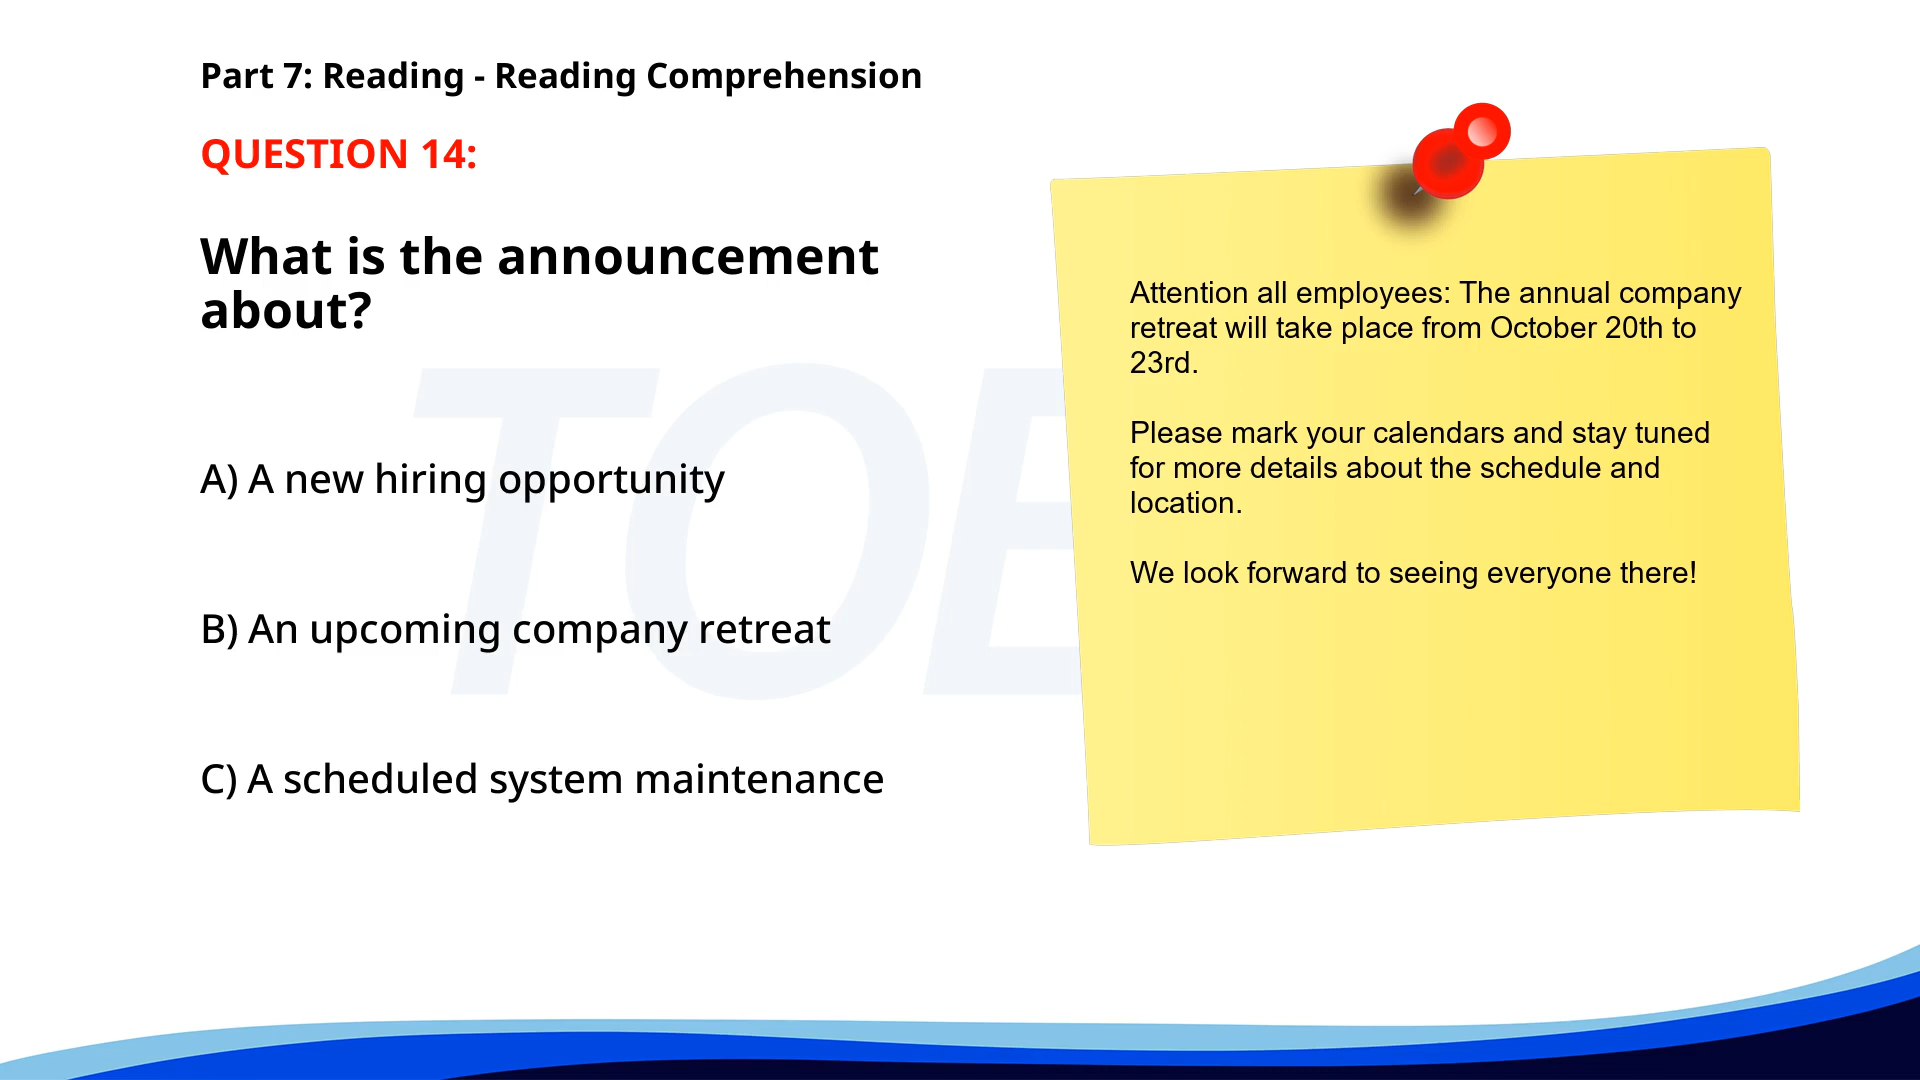 Part 7: Reading - Reading Comprehension
QUESTION 14:
What is the announcement
about?
A) A new hiring opportunity
B) An upcoming company retreat
C) A scheduled system maintenance
Attention all employees: The annual company
retreat will take place from October 20th to
23rd.
Please mark your calendars and stay tuned
for more details about the schedule and
location.
We look forward to seeing everyone there!
TOE